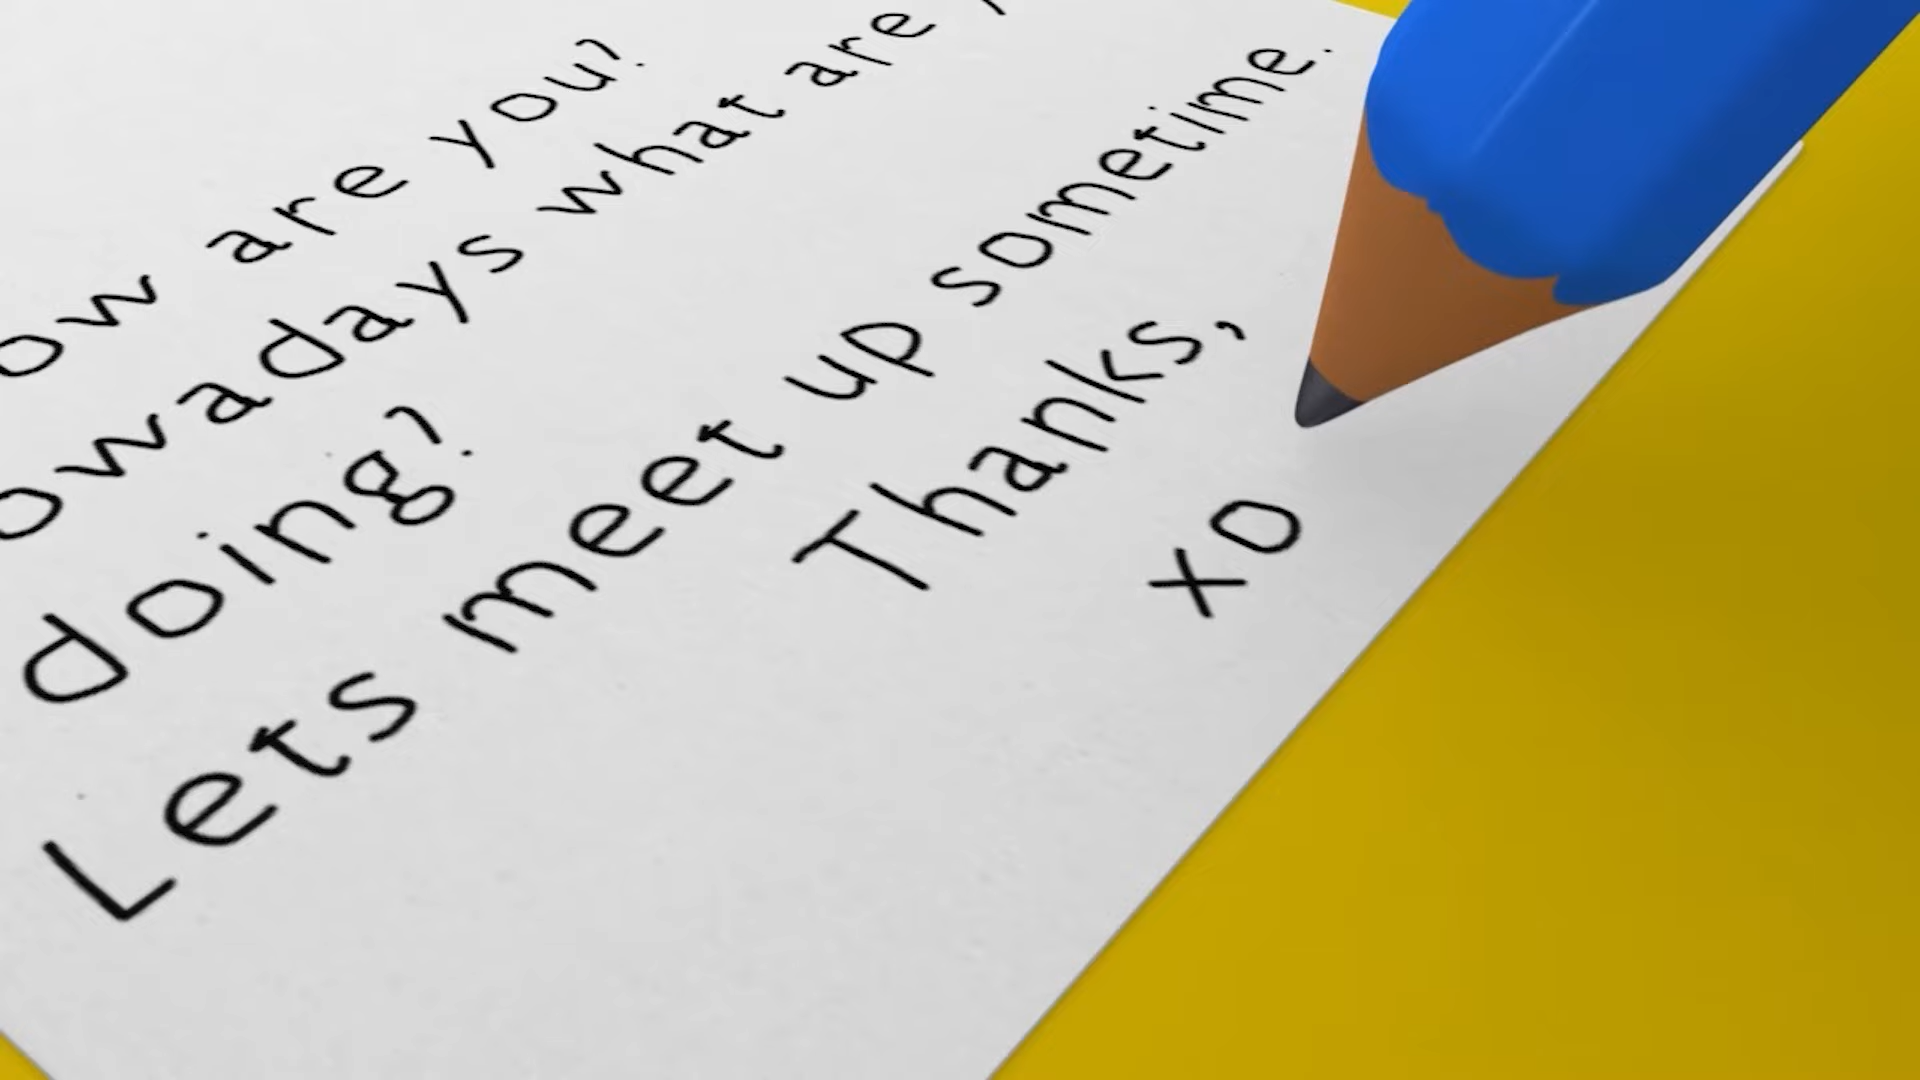 ow are you?
owadays what are
doing?
Lets meet up sometime.
Thanks,
xo